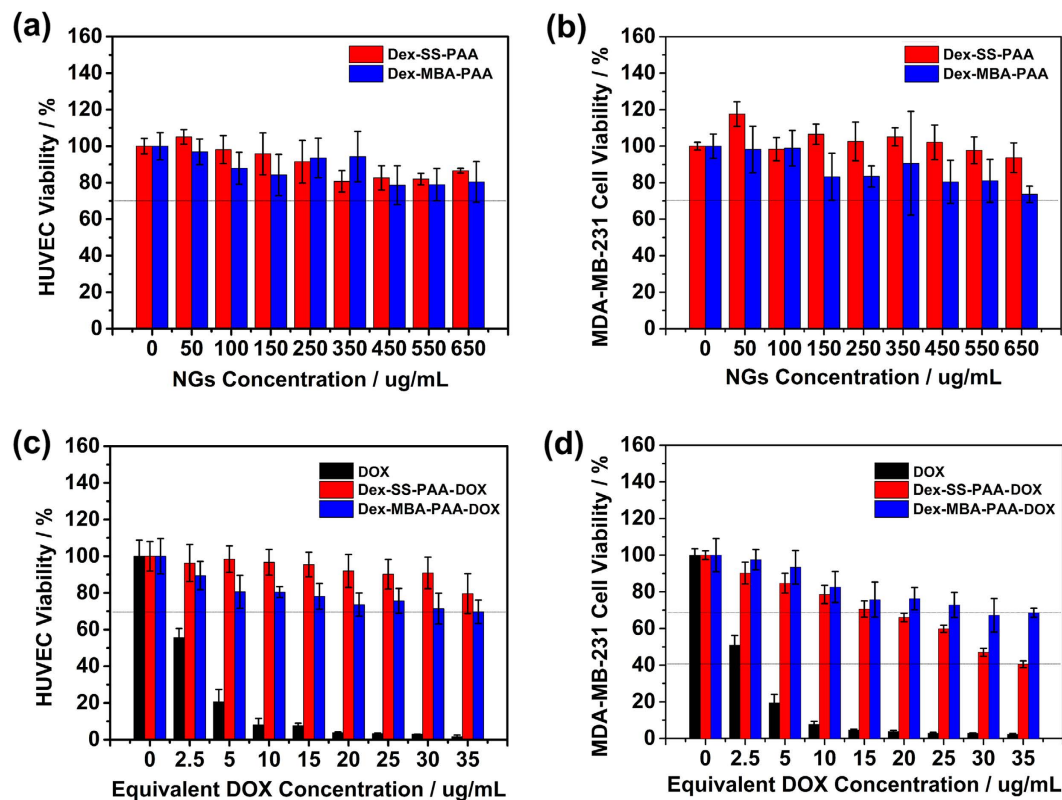 (a)
160
140
120
100
80
60
40
20
0
HUVEC Viability / %
Dex-SS-PAA
Dex-MBA-PAA
0 50 100 150 250 350 450 550 650
NGs Concentration / ug/mL
(b)
160
140
120
100
80
60
40
20
0
MDA-MB-231 Cell Viability / %
Dex-SS-PAA
Dex-MBA-PAA
0 50 100 150 250 350 450 550 650
NGs Concentration / ug/mL
(c)
160
140
120
100
80
60
40
20
0
HUVEC Viability / %
DOX
Dex-SS-PAA-DOX
Dex-MBA-PAA-DOX
0 2.5 5 10 15 20 25 30 35
Equivalent DOX Concentration / ug/mL
(d)
160
140
120
100
80
60
40
20
0
MDA-MB-231 Cell Viability / %
DOX
Dex-SS-PAA-DOX
Dex-MBA-PAA-DOX
0 2.5 5 10 15 20 25 30 35
Equivalent DOX Concentration / ug/mL